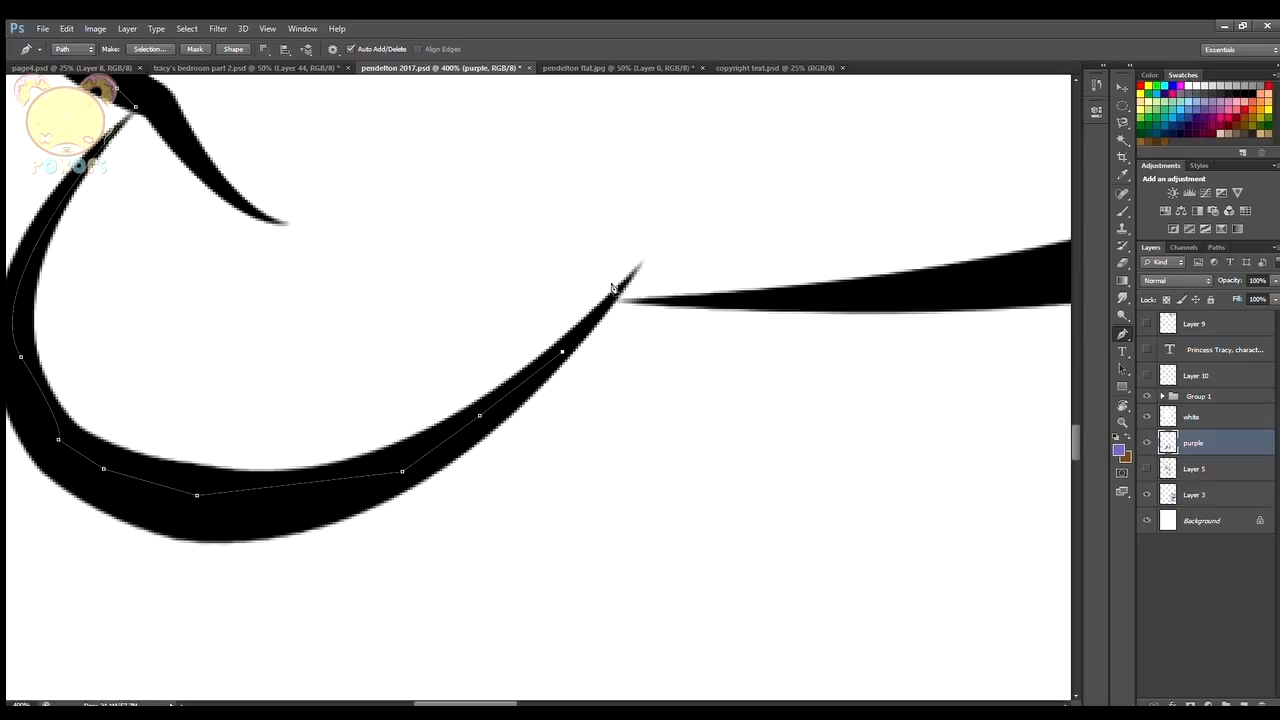 Ps File Edit Image Layer Type Select Filter 3D View Window Help
Path Make: Selection... Mask Shape Auto Add/Delete Align Edges Essentials
page4.psd @ 25% (Layer 8, RGB/8) × tracy's bedroom part 2.psd @ 50% (Layer 44, RGB/8) * × pendelton 2017.psd @ 400% (purple, RGB/8) * × pendelton flat.jpg @ 50% (Layer 0, RGB/8) * × copyright text.psd @ 25% (RGB/8) ×
Color Swatches
Adjustments Styles
Add an adjustment
Layers Channels Paths
Kind
Normal Opacity: 100%
Lock: Fill: 100%
Layer 9
T Princess Tracy, charact...
Layer 10
Group 1
white
purple
Layer 5
Layer 3
Background
400%